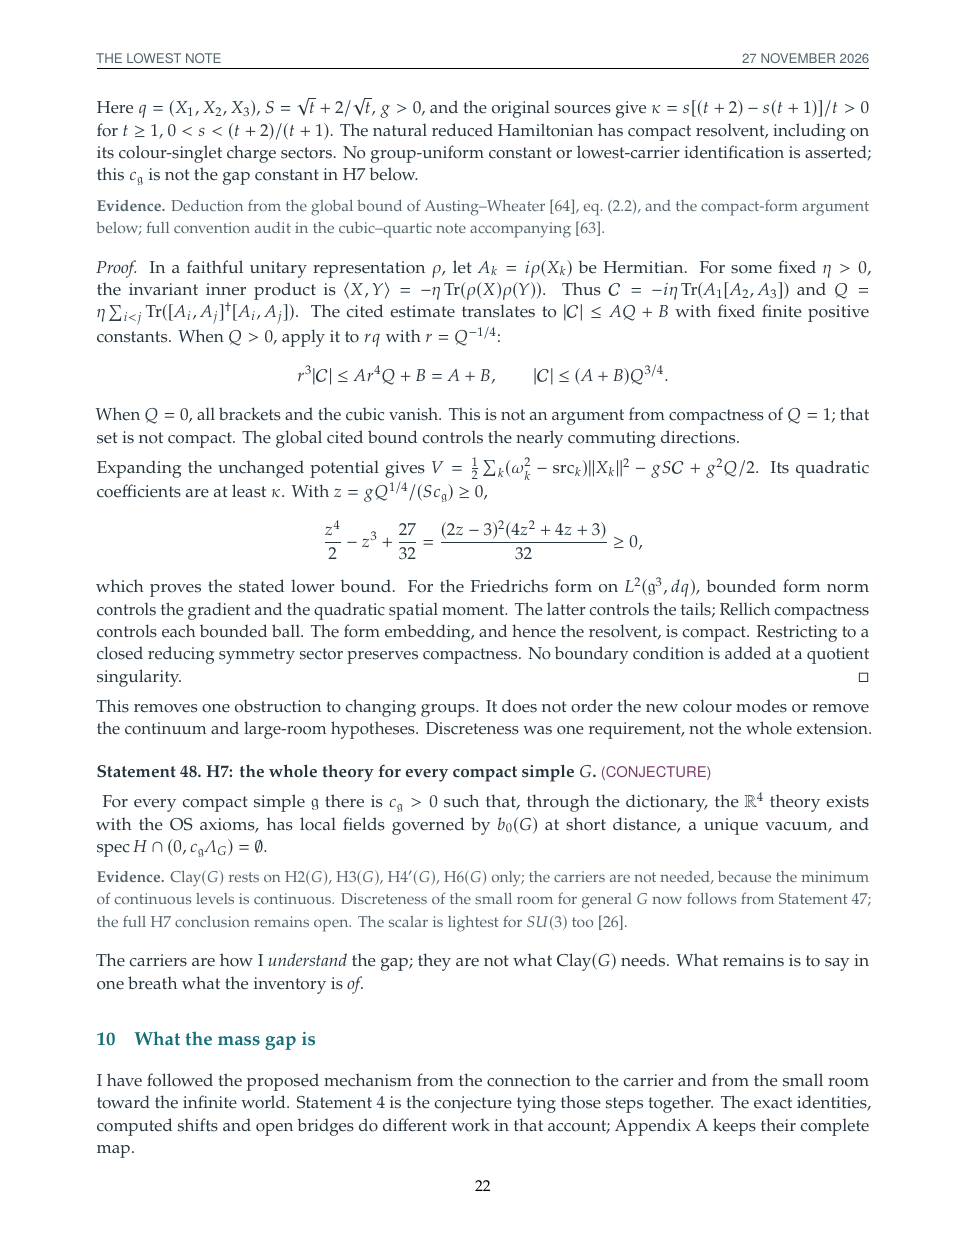 THE LOWEST NOTE 27 NOVEMBER 2026
Here q = (X₁, X₂, X₃), S = √t + 2/√t, g > 0, and the original sources give κ = s[(t + 2) − s(t + 1)]/t > 0
for t ≥ 1, 0 < s < (t + 2)/(t + 1). The natural reduced Hamiltonian has compact resolvent, including on
its colour-singlet charge sectors. No group-uniform constant or lowest-carrier identification is asserted;
this c_𝔤 is not the gap constant in H7 below.
Evidence. Deduction from the global bound of Austing–Wheater [64], eq. (2.2), and the compact-form argument
below; full convention audit in the cubic–quartic note accompanying [63].
Proof. In a faithful unitary representation ρ, let A_k = iρ(X_k) be Hermitian. For some fixed η > 0,
the invariant inner product is ⟨X, Y⟩ = −η Tr(ρ(X)ρ(Y)). Thus C = −iη Tr(A₁[A₂, A₃]) and Q =
η ∑_{i<j} Tr([A_i, A_j]†[A_i, A_j]). The cited estimate translates to |C| ≤ AQ + B with fixed finite positive
constants. When Q > 0, apply it to rq with r = Q^{−1/4}:
r³|C| ≤ Ar⁴Q + B = A + B, |C| ≤ (A + B)Q^{3/4}.
When Q = 0, all brackets and the cubic vanish. This is not an argument from compactness of Q = 1; that
set is not compact. The global cited bound controls the nearly commuting directions.
Expanding the unchanged potential gives V = ½ ∑_k(ω_k² − src_k)‖X_k‖² − gSC + g²Q/2. Its quadratic
coefficients are at least κ. With z = gQ^{1/4}/(Sc_𝔤) ≥ 0,
z⁴/2 − z³ + 27/32 = (2z − 3)²(4z² + 4z + 3)/32 ≥ 0,
which proves the stated lower bound. For the Friedrichs form on L²(𝔤³, dq), bounded form norm
controls the gradient and the quadratic spatial moment. The latter controls the tails; Rellich compactness
controls each bounded ball. The form embedding, and hence the resolvent, is compact. Restricting to a
closed reducing symmetry sector preserves compactness. No boundary condition is added at a quotient
singularity. □
This removes one obstruction to changing groups. It does not order the new colour modes or remove
the continuum and large-room hypotheses. Discreteness was one requirement, not the whole extension.
Statement 48. H7: the whole theory for every compact simple G. (CONJECTURE)
For every compact simple 𝔤 there is c_𝔤 > 0 such that, through the dictionary, the ℝ⁴ theory exists
with the OS axioms, has local fields governed by b₀(G) at short distance, a unique vacuum, and
spec H ∩ (0, c_𝔤Λ_G) = ∅.
Evidence. Clay(G) rests on H2(G), H3(G), H4′(G), H6(G) only; the carriers are not needed, because the minimum
of continuous levels is continuous. Discreteness of the small room for general G now follows from Statement 47;
the full H7 conclusion remains open. The scalar is lightest for SU(3) too [26].
The carriers are how I understand the gap; they are not what Clay(G) needs. What remains is to say in
one breath what the inventory is of.
10 What the mass gap is
I have followed the proposed mechanism from the connection to the carrier and from the small room
toward the infinite world. Statement 4 is the conjecture tying those steps together. The exact identities,
computed shifts and open bridges do different work in that account; Appendix A keeps their complete
map.
22